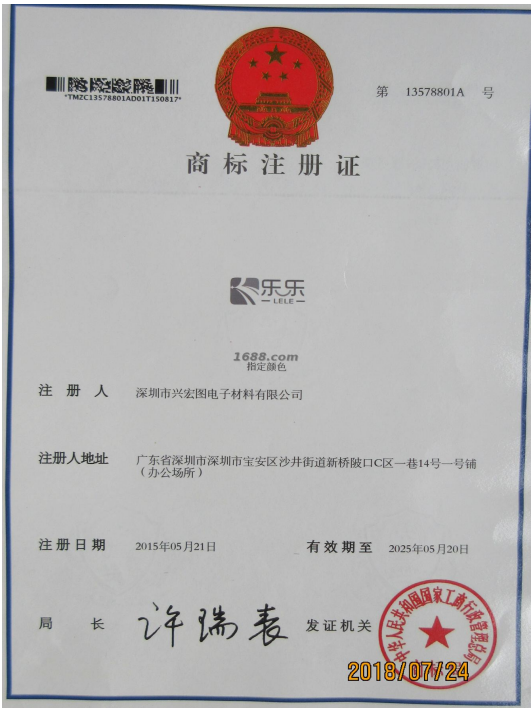 *TMZC13578801AD01T150817*
第 13578801A 号
商标注册证
乐乐
LELE
1688.com
指定颜色
注册人 深圳市兴宏图电子材料有限公司
注册人地址 广东省深圳市深圳市宝安区沙井街道新桥陂口C区一巷14号一号铺
（办公场所）
注册日期 2015年05月21日 有效期至 2025年05月20日
局长 许瑞表 发证机关
中华人民共和国国家工商行政管理总局
2018/07/24